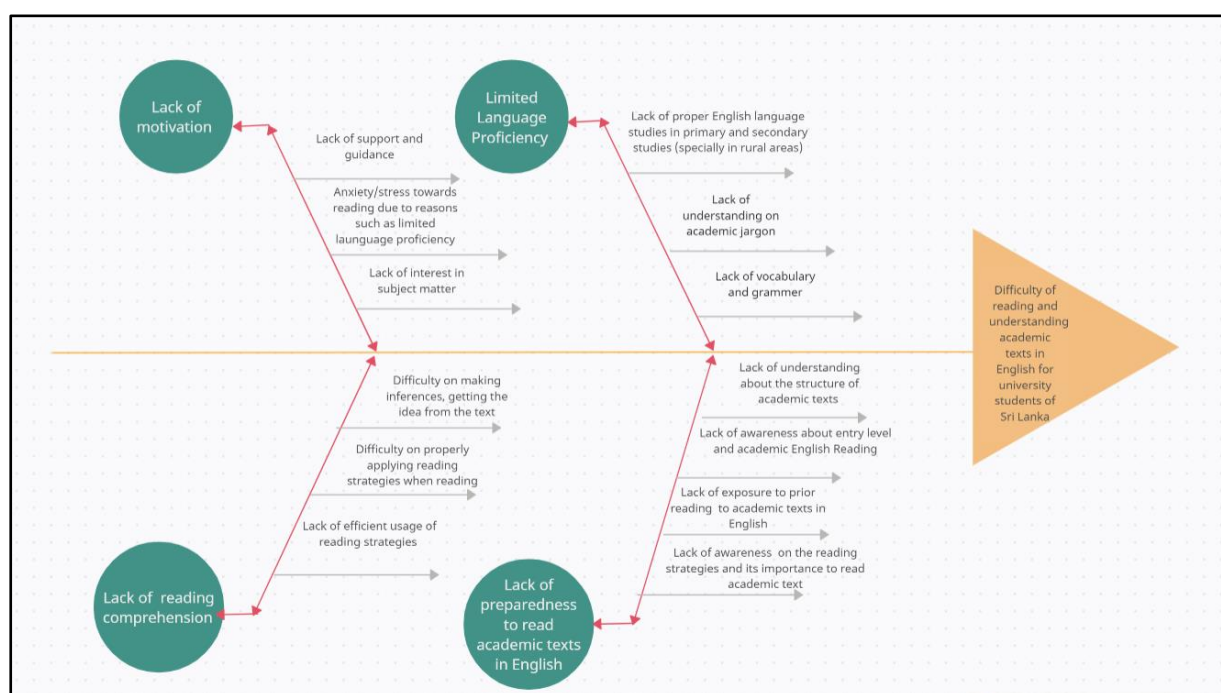 Lack of
motivation
Lack of support and
guidance
Anxiety/stress towards
reading due to reasons
such as limited
launguage proficiency
Lack of interest in
subject matter
Limited
Language
Proficiency
Lack of proper English language
studies in primary and secondary
studies (specially in rural areas)
Lack of
understanding on
academic jargon
Lack of vocabulary
and grammer
Difficulty of
reading and
understanding
academic
texts in
English for
university
students of
Sri Lanka
Difficulty on making
inferences, getting the
idea from the text
Difficulty on properly
applying reading
strategies when reading
Lack of efficient usage of
reading strategies
Lack of reading
comprehension
Lack of understanding
about the structure of
academic texts
Lack of awareness about entry level
and academic English Reading
Lack of exposure to prior
reading to academic texts in
English
Lack of awareness on the reading
strategies and its importance to read
academic text
Lack of
preparedness
to read
academic texts
in English